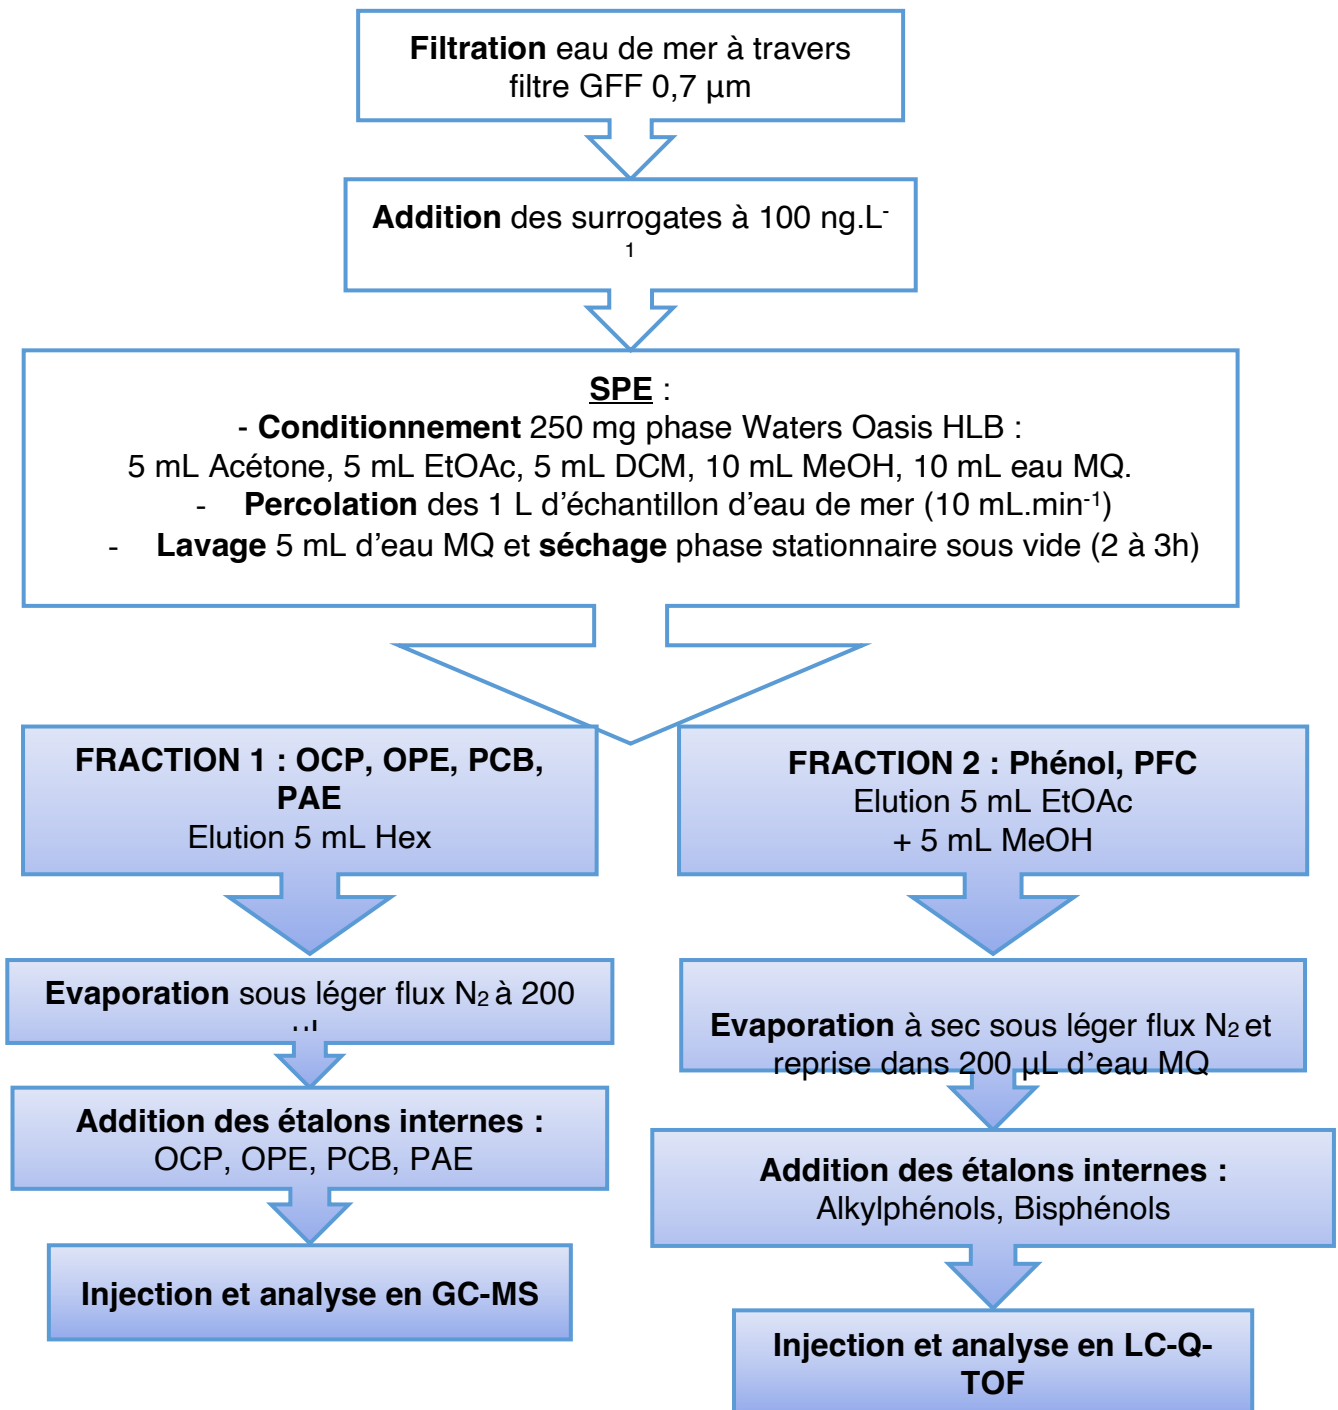 Filtration eau de mer à travers
filtre GFF 0,7 µm
Addition des surrogates à 100 ng.L-
1
SPE :
- Conditionnement 250 mg phase Waters Oasis HLB :
5 mL Acétone, 5 mL EtOAc, 5 mL DCM, 10 mL MeOH, 10 mL eau MQ.
- Percolation des 1 L d'échantillon d'eau de mer (10 mL.min-1)
- Lavage 5 mL d'eau MQ et séchage phase stationnaire sous vide (2 à 3h)
FRACTION 1 : OCP, OPE, PCB,
PAE
Elution 5 mL Hex
Evaporation sous léger flux N2 à 200
Addition des étalons internes :
OCP, OPE, PCB, PAE
Injection et analyse en GC-MS
FRACTION 2 : Phénol, PFC
Elution 5 mL EtOAc
+ 5 mL MeOH
Evaporation à sec sous léger flux N2 et
reprise dans 200 µL d'eau MQ
Addition des étalons internes :
Alkylphénols, Bisphénols
Injection et analyse en LC-Q-
TOF